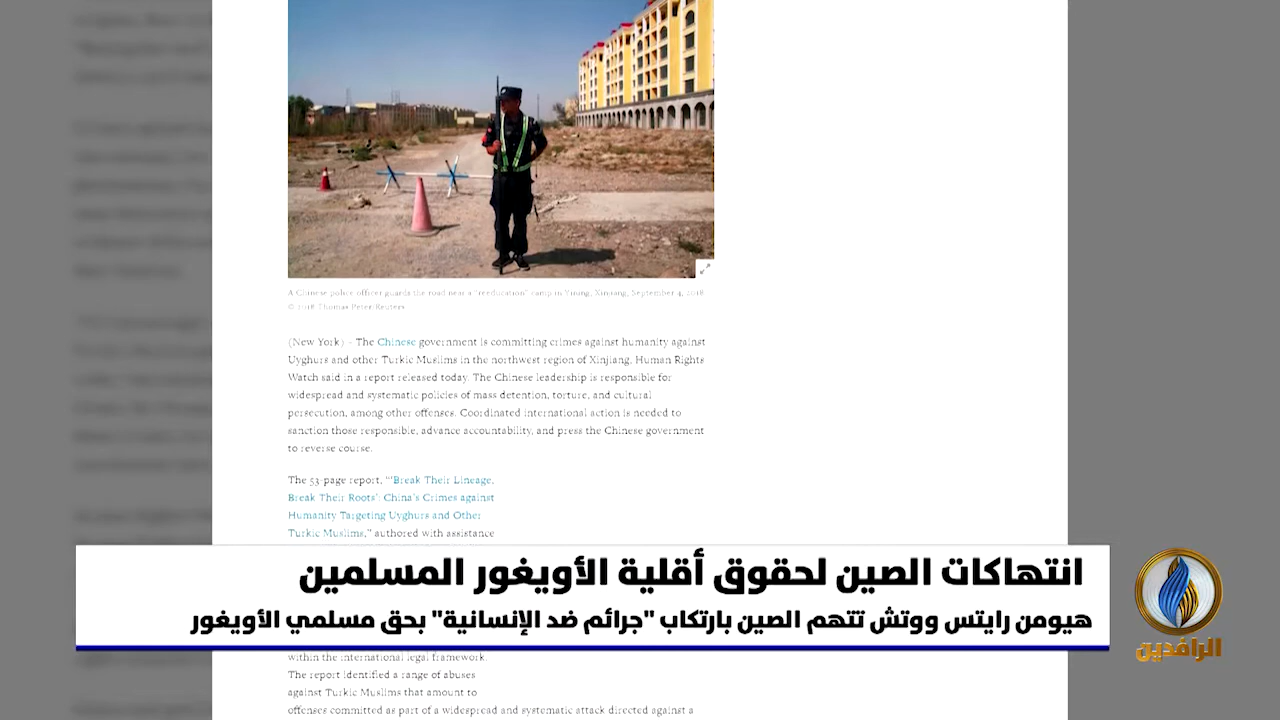 A Chinese police officer guards the road near a "reeducation" camp in Yining, Xinjiang, September 4, 2018.
© 2018 Thomas Peter/Reuters
(New York) – The Chinese government is committing crimes against humanity against
Uyghurs and other Turkic Muslims in the northwest region of Xinjiang, Human Rights
Watch said in a report released today. The Chinese leadership is responsible for
widespread and systematic policies of mass detention, torture, and cultural
persecution, among other offenses. Coordinated international action is needed to
sanction those responsible, advance accountability, and press the Chinese government
to reverse course.
The 53-page report, "'Break Their Lineage,
Break Their Roots': China's Crimes against
Humanity Targeting Uyghurs and Other
Turkic Muslims," authored with assistance
انتهاكات الصين لحقوق أقلية الأويغور المسلمين
هيومن رايتس ووتش تتهم الصين بارتكاب "جرائم ضد الإنسانية" بحق مسلمي الأويغور
الرافدين
within the international legal framework.
The report identified a range of abuses
against Turkic Muslims that amount to
offenses committed as part of a widespread and systematic attack directed against a